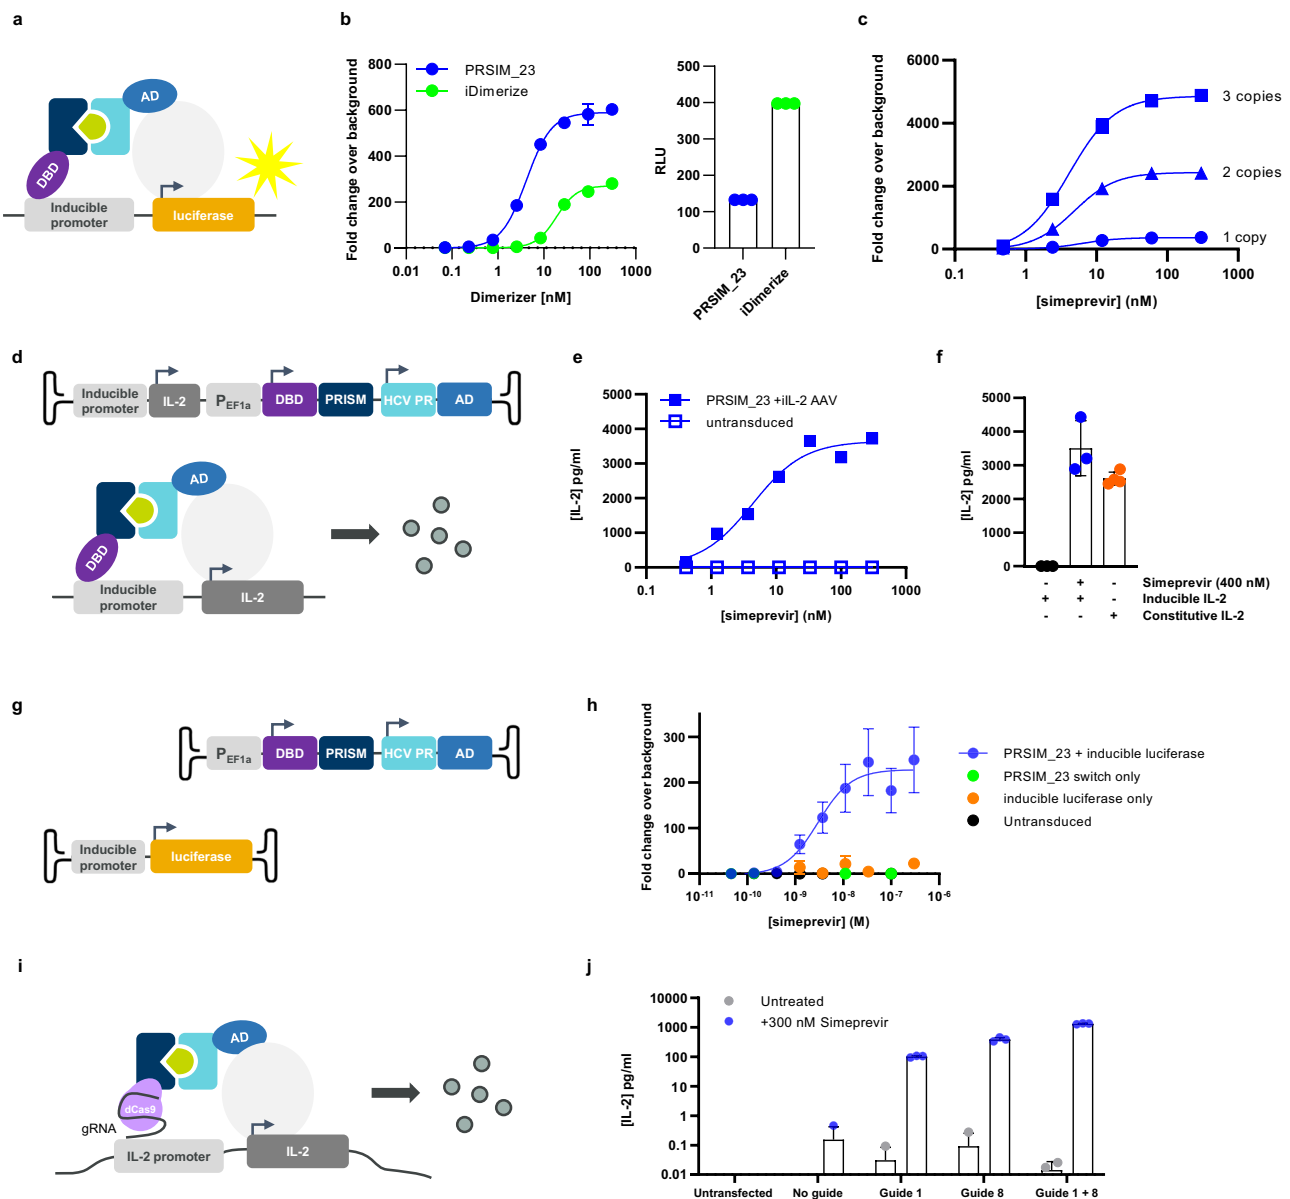 a
AD
DBD
Inducible
promoter
luciferase
b
Fold change over background
800
600
400
200
0
0.01
0.1
1
10
100
1000
Dimerizer [nM]
PRSIM_23
iDimerize
RLU
500
400
300
200
100
0
PRSIM_23
iDimerize
c
Fold change over background
6000
4000
2000
0
0.1
1
10
100
1000
[simeprevir] (nM)
3 copies
2 copies
1 copy
d
Inducible
promoter
IL-2
PEF1a
DBD
PRISM
HCV PR
AD
AD
DBD
Inducible
promoter
IL-2
e
[IL-2] pg/ml
5000
4000
3000
2000
1000
0
0.1
1
10
100
1000
[simeprevir] (nM)
PRSIM_23 +iIL-2 AAV
untransduced
f
[IL-2] pg/ml
5000
4000
3000
2000
1000
0
- + - Simeprevir (400 nM)
+ + - Inducible IL-2
- - + Constitutive IL-2
g
PEF1a
DBD
PRISM
HCV PR
AD
Inducible
promoter
luciferase
h
Fold change over background
300
200
100
0
10-11
10-10
10-9
10-8
10-7
10-6
[simeprevir] (M)
PRSIM_23 + inducible luciferase
PRSIM_23 switch only
inducible luciferase only
Untransduced
i
AD
dCas9
gRNA
IL-2 promoter
IL-2
j
[IL-2] pg/ml
10000
1000
100
10
1
0.1
0.01
Untreated
+300 nM Simeprevir
Untransfected
No guide
Guide 1
Guide 8
Guide 1 + 8